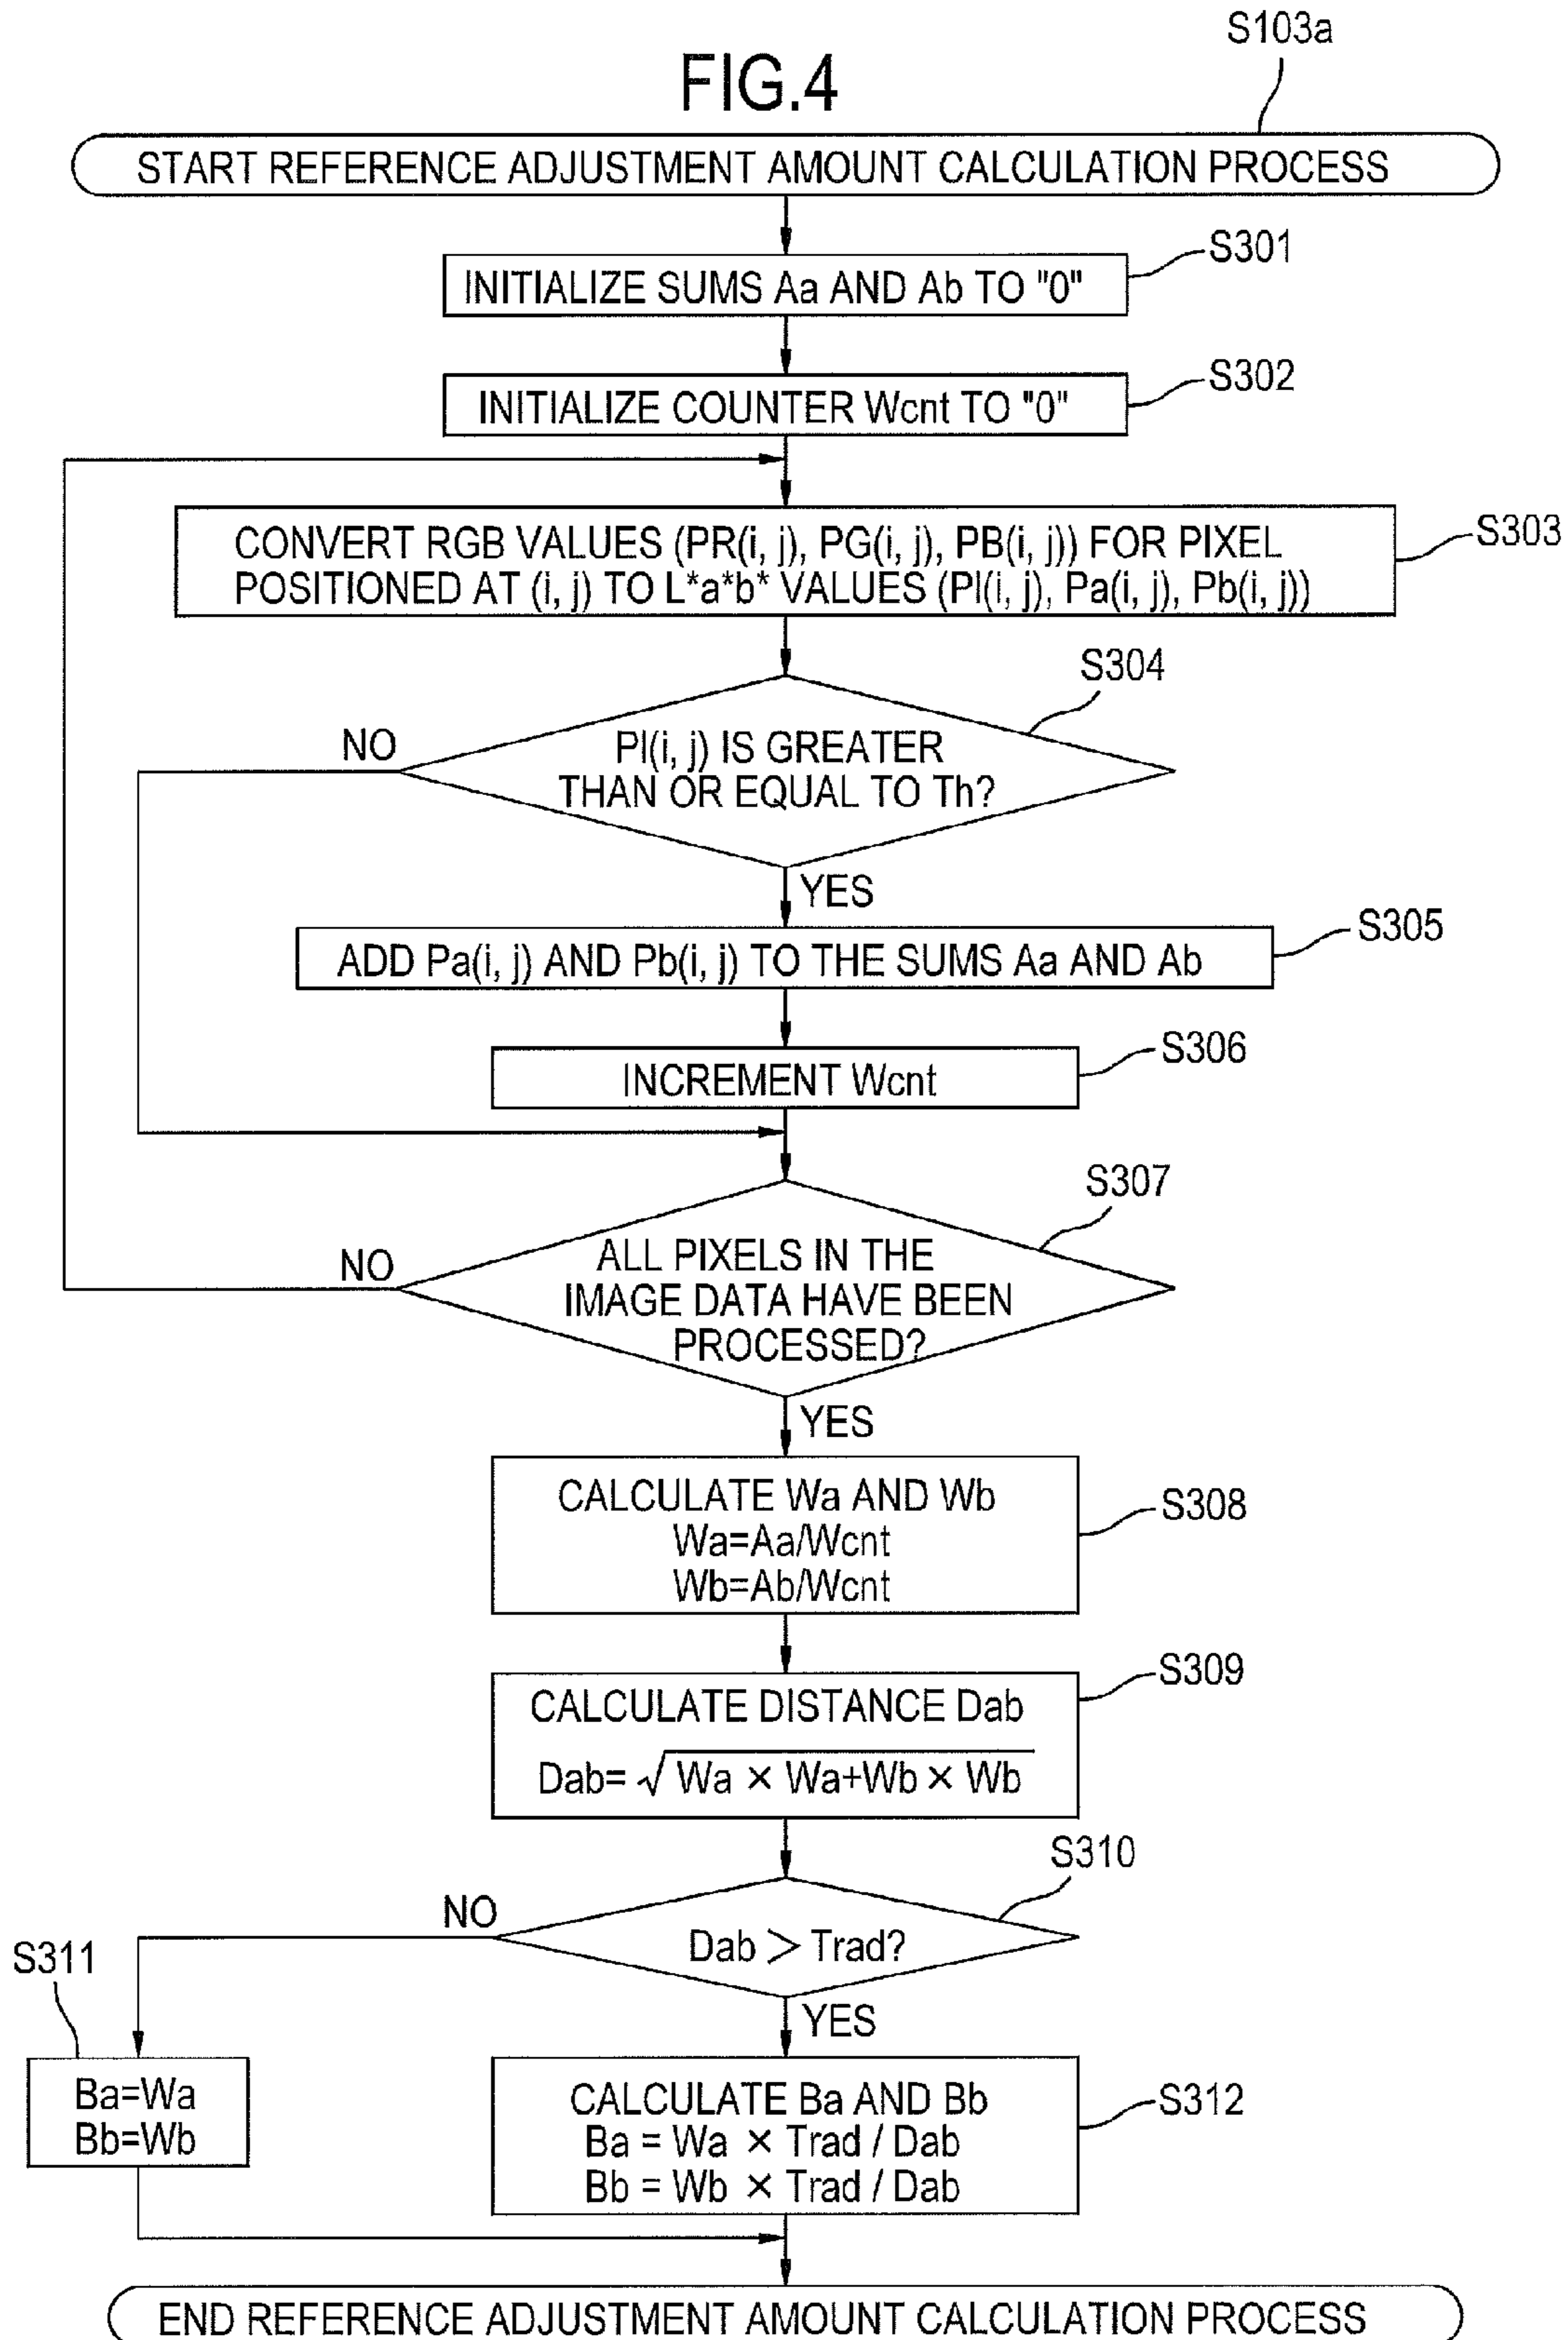 S103a
FIG.4
START REFERENCE ADJUSTMENT AMOUNT CALCULATION PROCESS
S301
INITIALIZE SUMS Aa AND Ab TO "0"
S302
INITIALIZE COUNTER Wcnt TO "0"
S303
CONVERT RGB VALUES (PR(i, j), PG(i, j), PB(i, j)) FOR PIXEL
POSITIONED AT (i, j) TO L*a*b* VALUES (Pl(i, j), Pa(i, j), Pb(i, j))
S304
NO
Pl(i, j) IS GREATER
THAN OR EQUAL TO Th?
YES
S305
ADD Pa(i, j) AND Pb(i, j) TO THE SUMS Aa AND Ab
S306
INCREMENT Wcnt
S307
NO
ALL PIXELS IN THE
IMAGE DATA HAVE BEEN
PROCESSED?
YES
S308
CALCULATE Wa AND Wb
Wa=Aa/Wcnt
Wb=Ab/Wcnt
S309
CALCULATE DISTANCE Dab
Dab= √Wa × Wa+Wb × Wb
S310
NO
Dab > Trad?
S311
YES
Ba=Wa
Bb=Wb
S312
CALCULATE Ba AND Bb
Ba = Wa × Trad / Dab
Bb = Wb × Trad / Dab
END REFERENCE ADJUSTMENT AMOUNT CALCULATION PROCESS